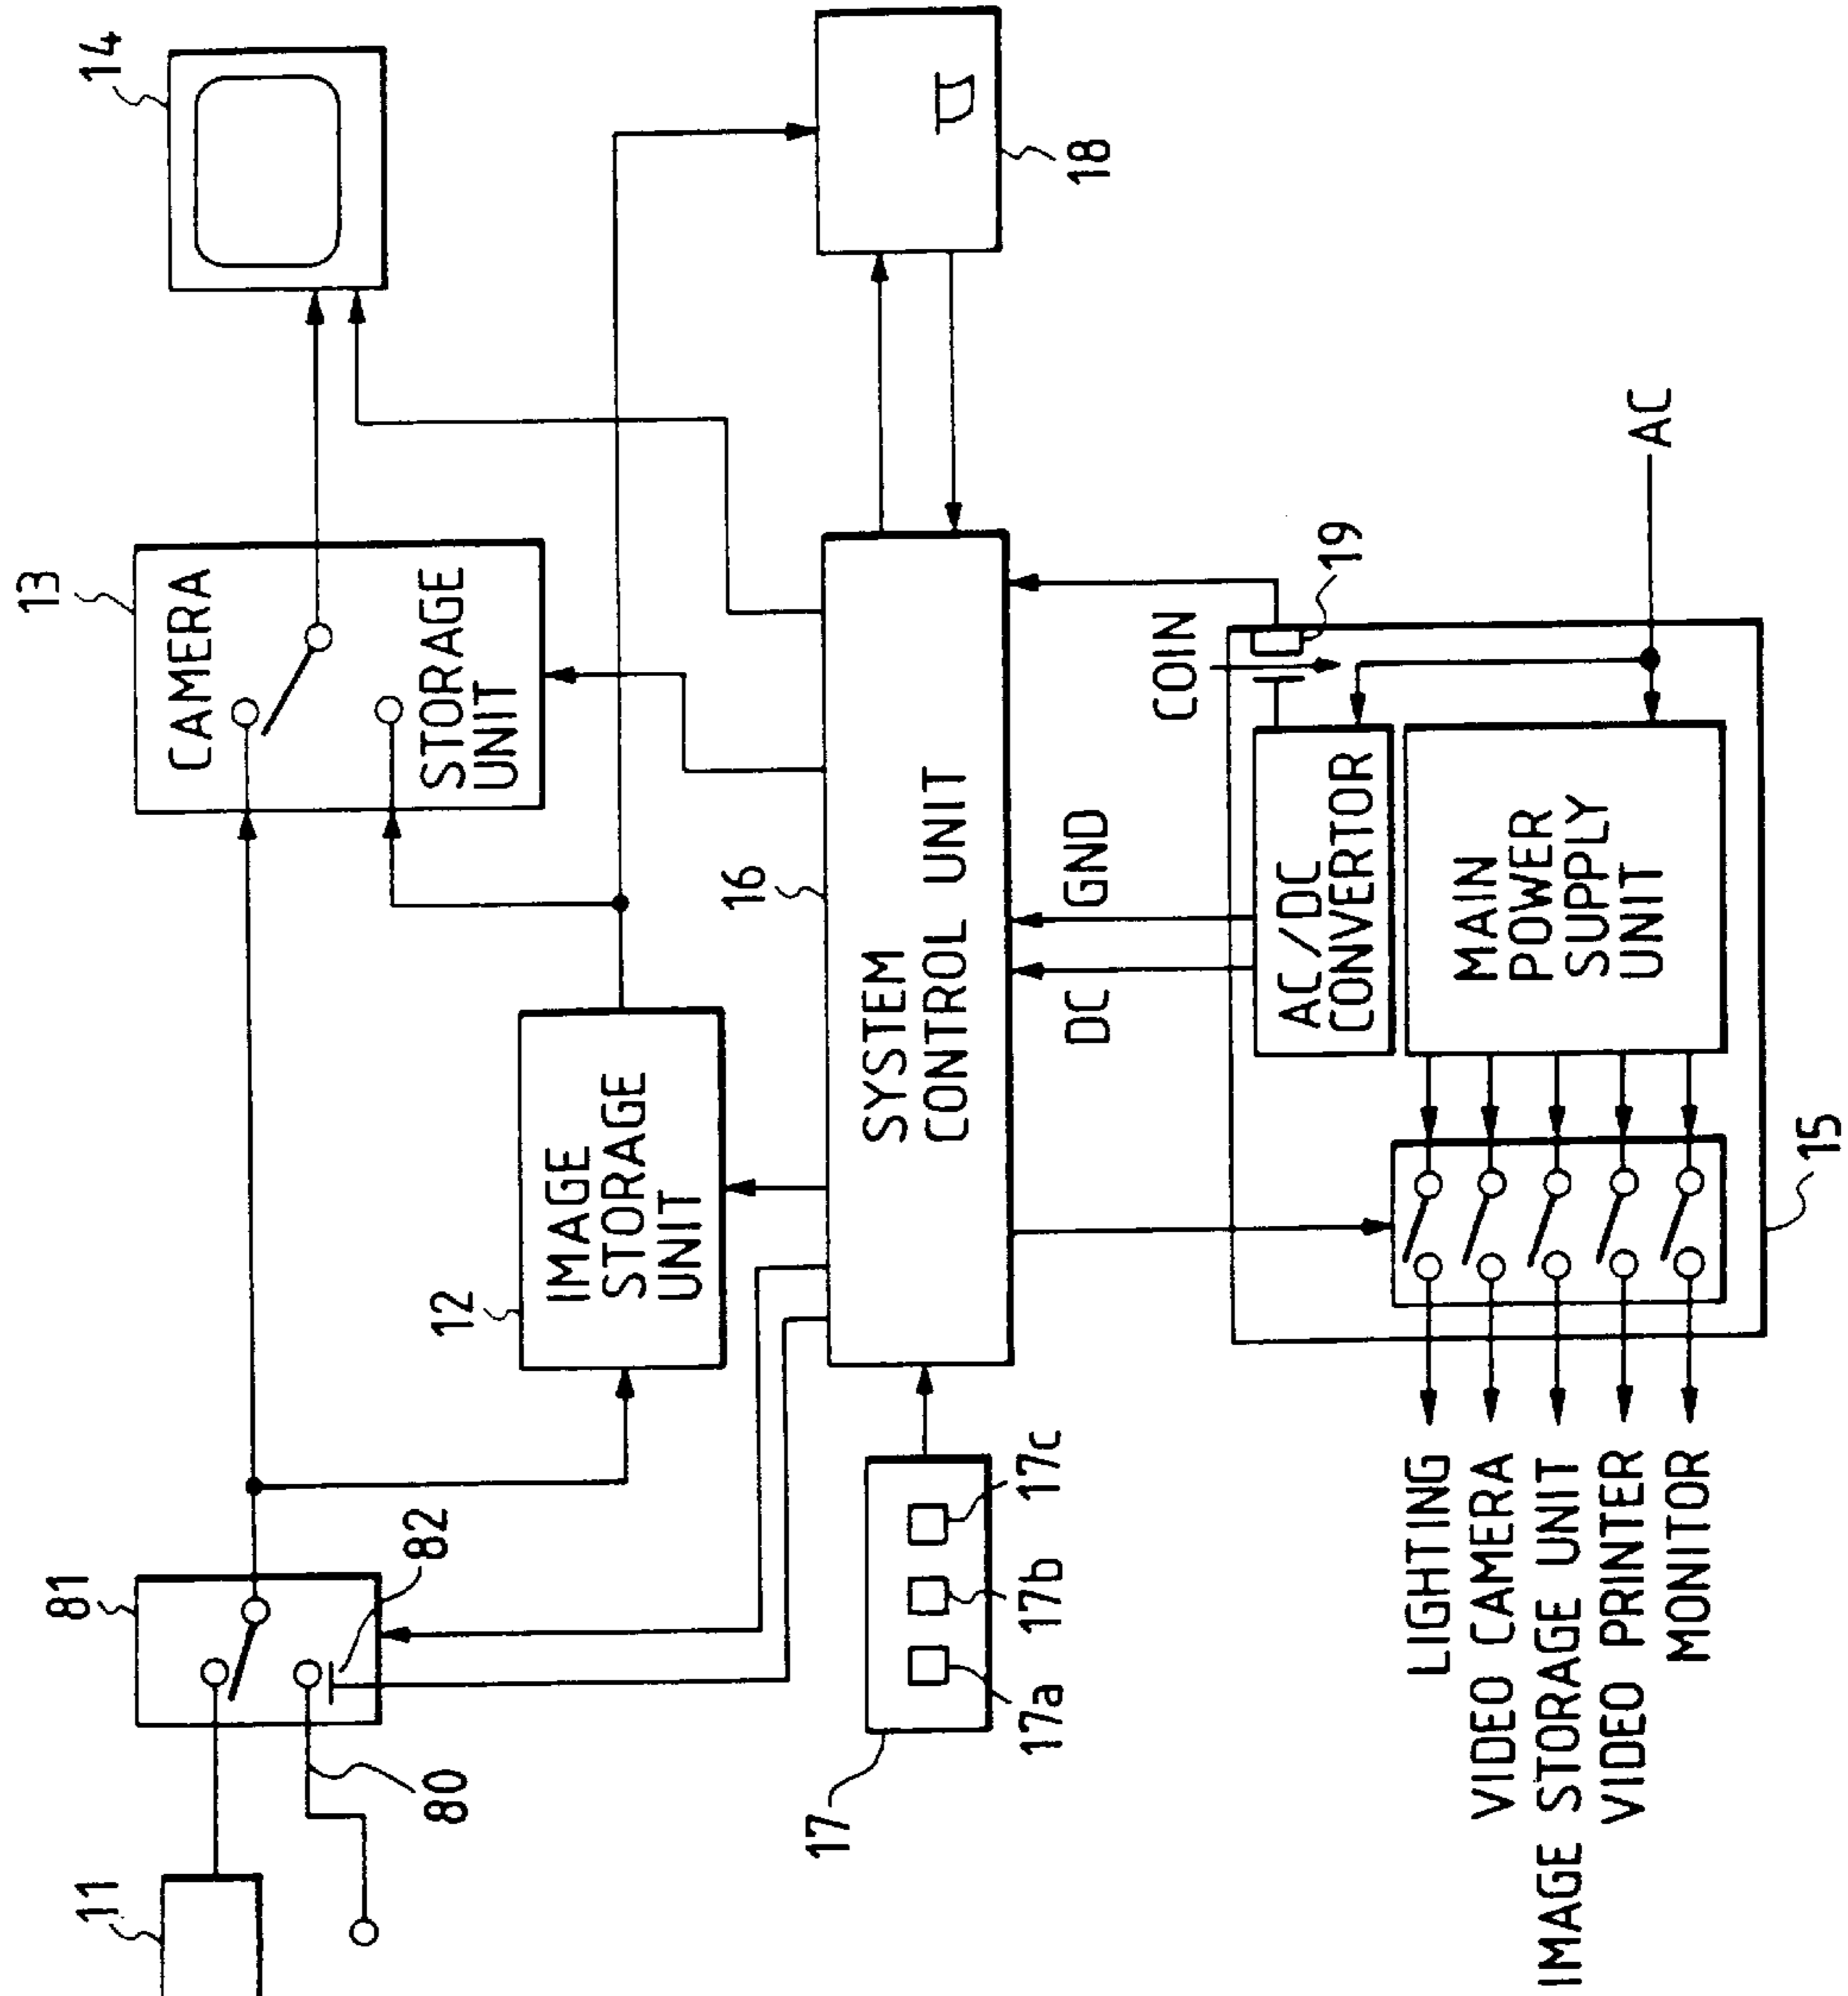 11
81
80
82
13
CAMERA
STORAGE
UNIT
14
12
IMAGE
STORAGE
UNIT
16
SYSTEM
CONTROL UNIT
17
17a
17b
17c
18
DC
GND
COIN
19
AC
AC/DC
CONVERTOR
MAIN
POWER
SUPPLY
UNIT
15
LIGHTING
VIDEO CAMERA
IMAGE STORAGE UNIT
VIDEO PRINTER
MONITOR